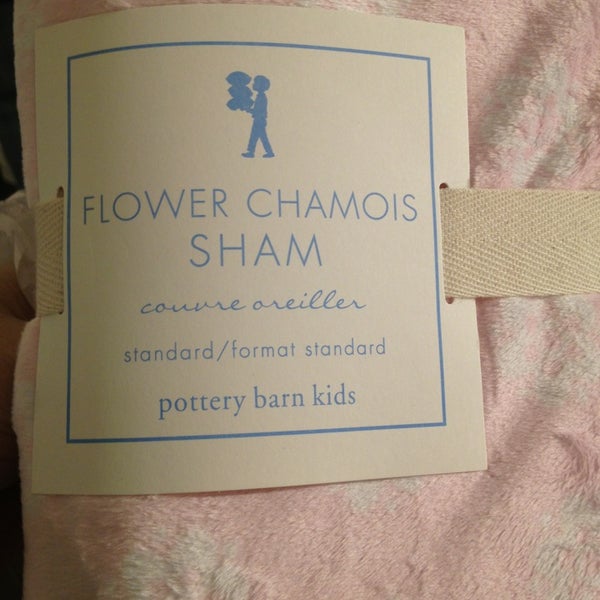 FLOWER CHAMOIS
SHAM
couvre oreiller
standard/format standard
pottery barn kids